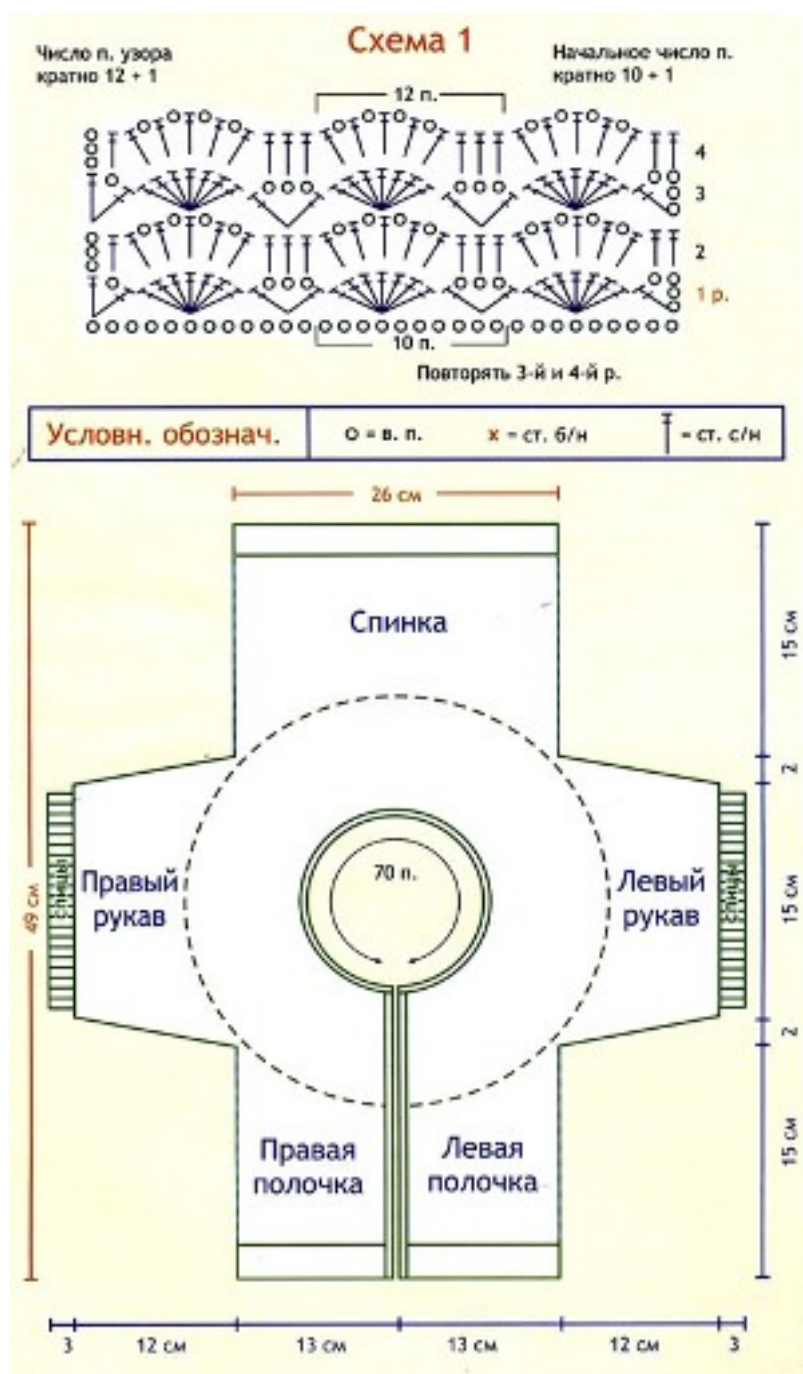 Схема 1
Число п. узора
кратно 12 + 1
Начальное число п.
кратно 10 + 1
12 п.
4
3
2
1 р.
10 п.
Повторять 3-й и 4-й р.
Условн. обознач.
o = в. п.
x = ст. б/н
= ст. с/н
26 см
Спинка
15 см
2
49 см
спицы
Правый
рукав
70 п.
Левый
рукав
спицы
15 см
2
Правая
полочка
Левая
полочка
15 см
3
12 см
13 см
13 см
12 см
3